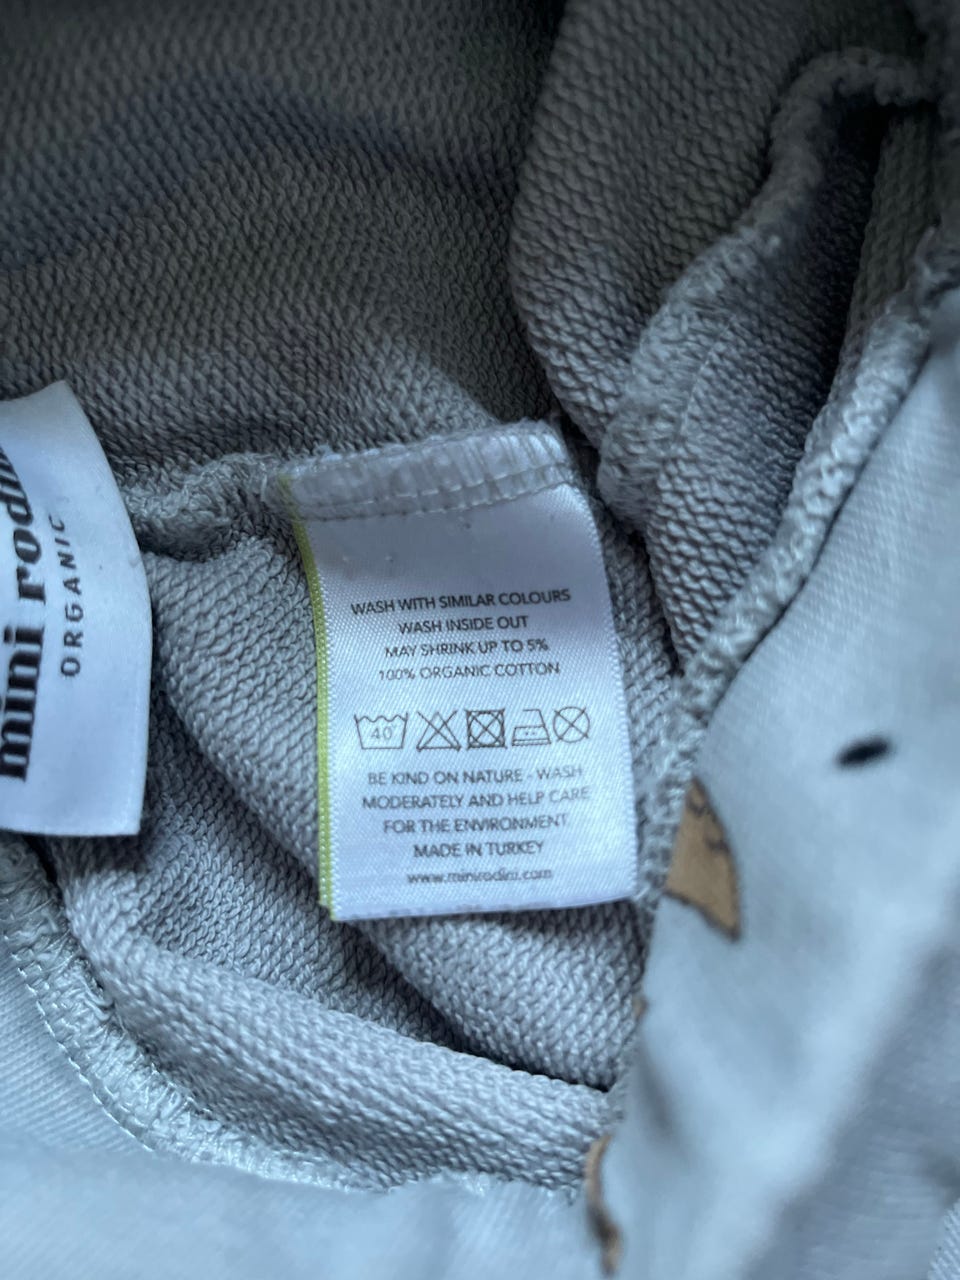 mini rodini
ORGANIC
WASH WITH SIMILAR COLOURS
WASH INSIDE OUT
MAY SHRINK UP TO 5%
100% ORGANIC COTTON
40
BE KIND ON NATURE - WASH
MODERATELY AND HELP CARE
FOR THE ENVIRONMENT
MADE IN TURKEY
www.minirodini.com